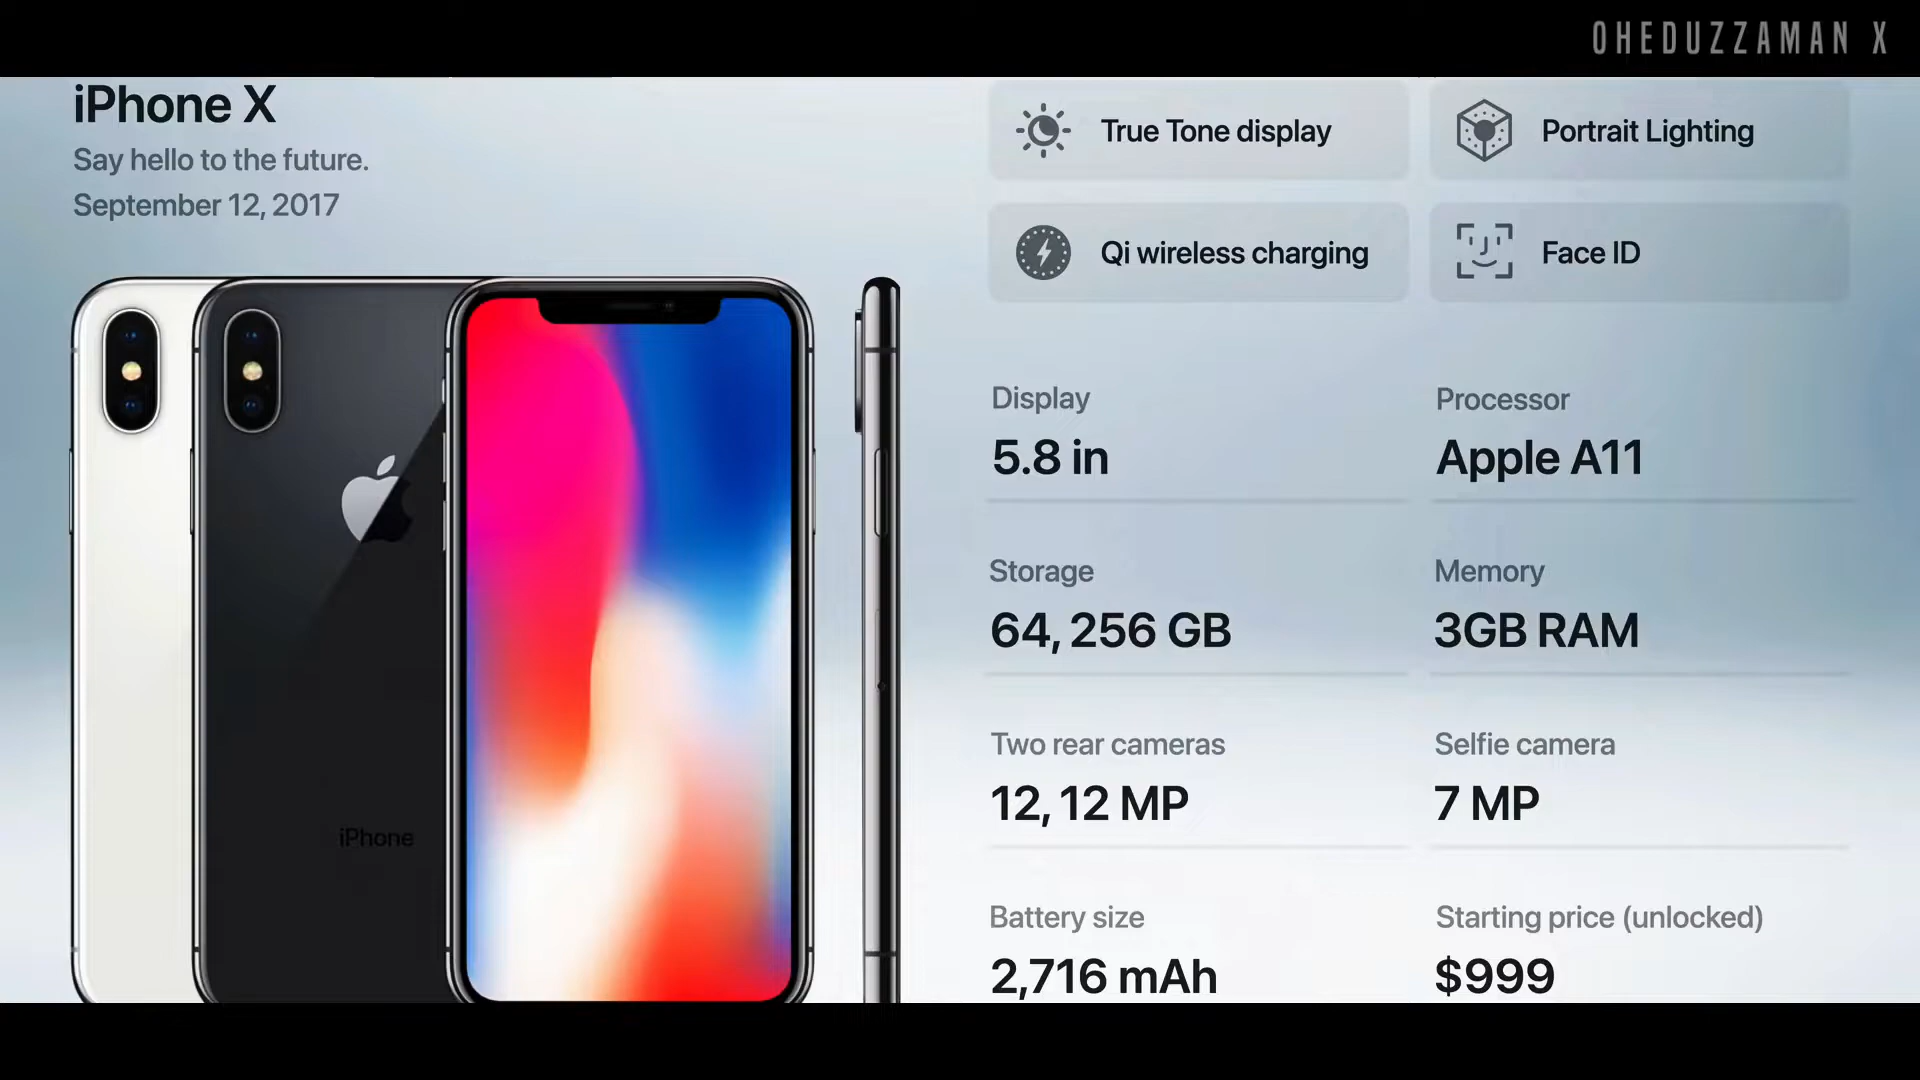 OHEDUZZAMAN X
iPhone X
Say hello to the future.
September 12, 2017
True Tone display
Portrait Lighting
Qi wireless charging
Face ID
Display
5.8 in
Processor
Apple A11
Storage
64, 256 GB
Memory
3GB RAM
Two rear cameras
12, 12 MP
Selfie camera
7 MP
Battery size
2,716 mAh
Starting price (unlocked)
$999
iPhone